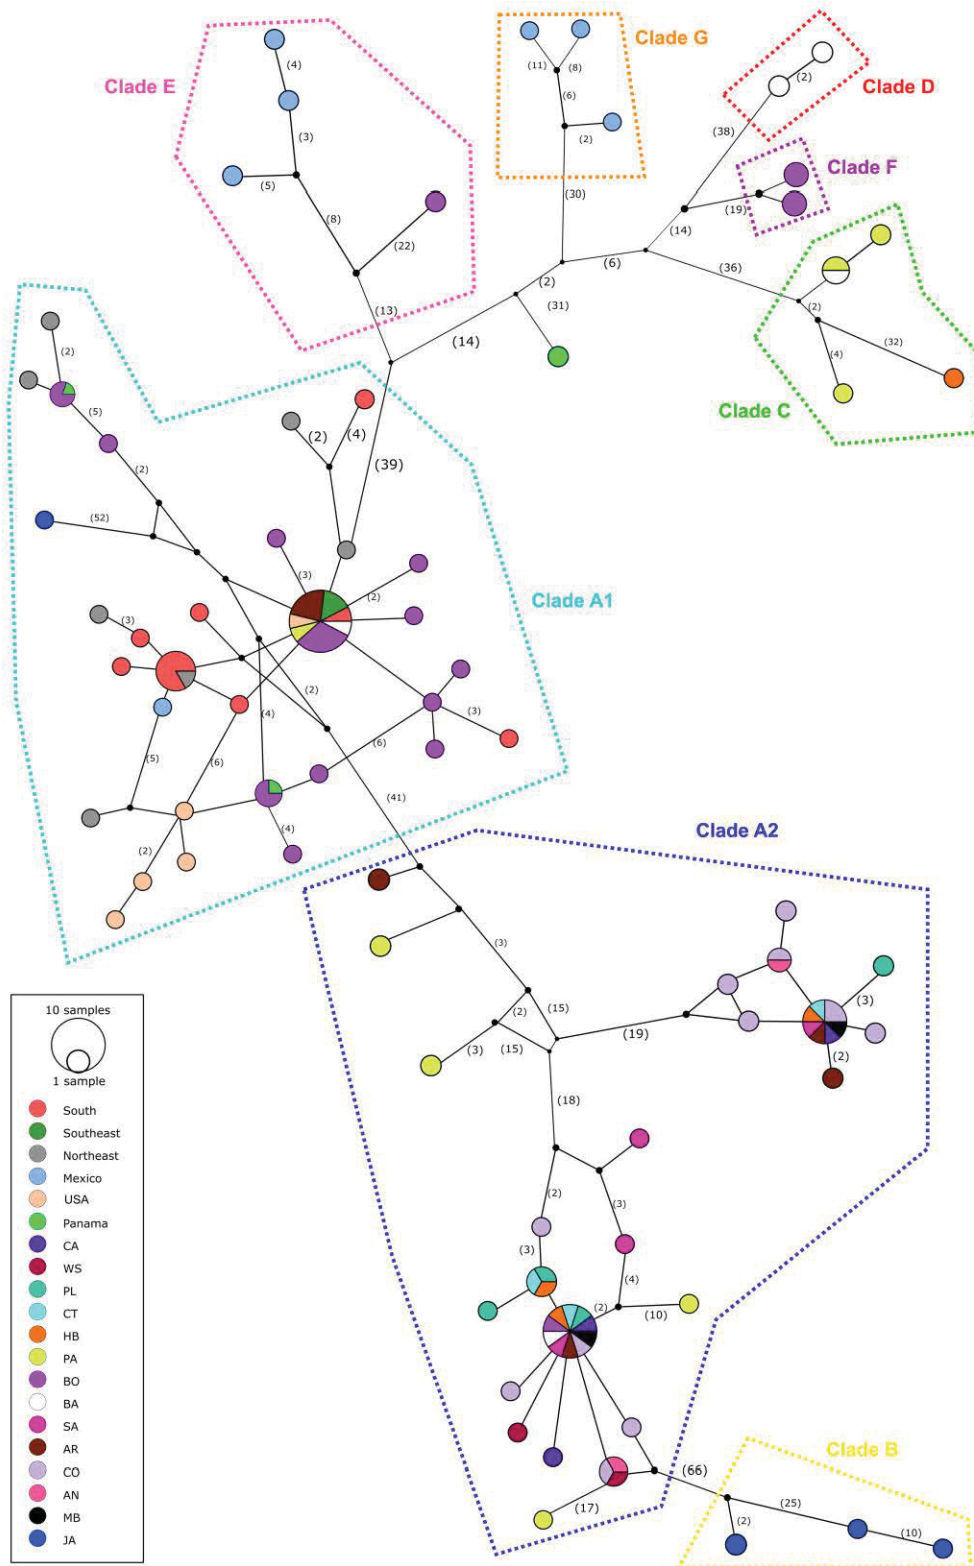 Clade G
Clade E
Clade D
(4)
(11)
(8)
(2)
(6)
(3)
(2)
(38)
Clade F
(5)
(30)
(19)
(8)
(22)
(14)
(6)
(36)
(2)
(31)
(2)
(13)
(14)
(32)
(4)
(2)
Clade C
(5)
(2)
(4)
(39)
(2)
(52)
(3)
(2)
Clade A1
(3)
(2)
(4)
(3)
(6)
(5)
(6)
(41)
(4)
Clade A2
(2)
(3)
(15)
(2)
(3)
(19)
(3)
(15)
(2)
(18)
(2)
(3)
(3)
(4)
(2)
(10)
Clade B
(66)
(17)
(25)
(2)
(10)
10 samples
1 sample
South
Southeast
Northeast
Mexico
USA
Panama
CA
WS
PL
CT
HB
PA
BO
BA
SA
AR
CO
AN
MB
JA